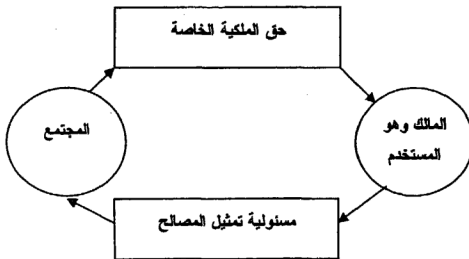 حق الملكية الخاصة
المالك وهو
المستخدم
المجتمع
مسئولية تمثيل المصالح